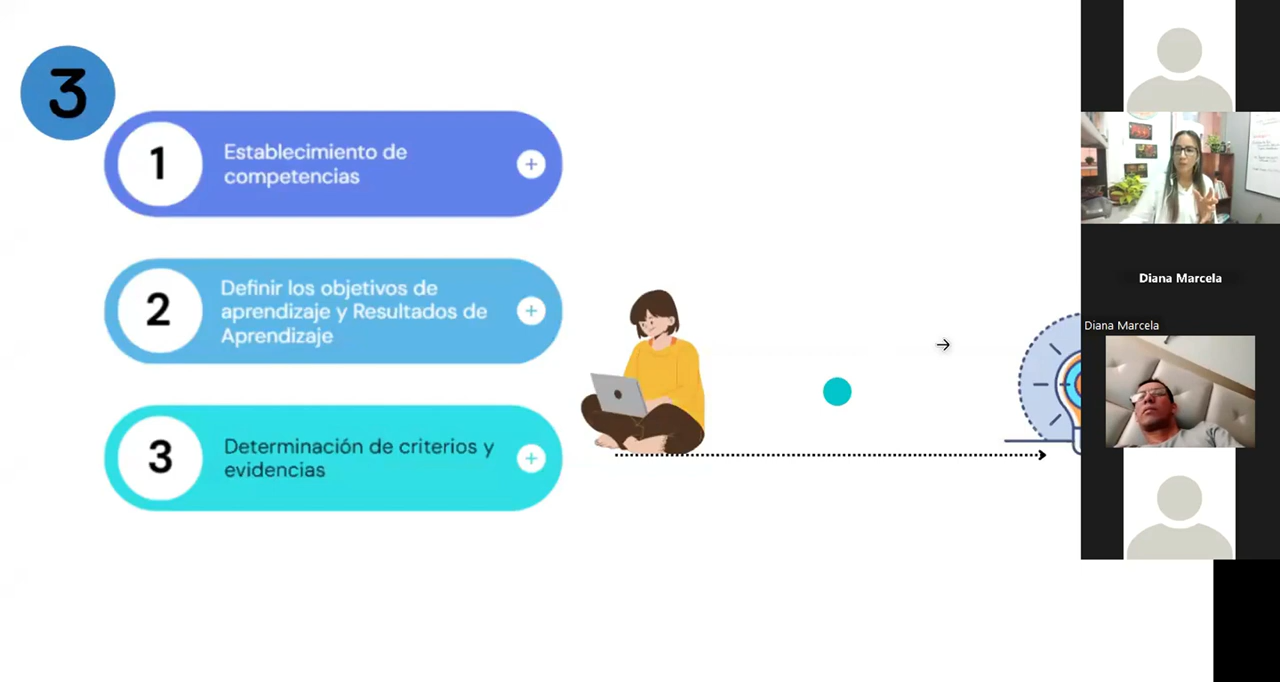 3
1
Establecimiento de
competencias
+
2
Definir los objetivos de
aprendizaje y Resultados de
Aprendizaje
+
3
Determinación de criterios y
evidencias
+
Diana Marcela
Diana Marcela